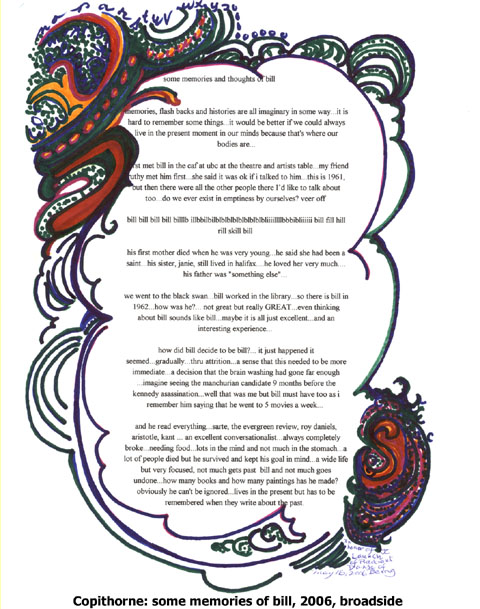 some memories and thoughts of bill
memories, flash backs and histories are all imaginary in some way...it is
hard to remember some things...it would be better if we could always
live in the present moment in our minds because that's where our
bodies are...
first met bill in the caf at ubc at the theatre and artists table...my friend
ruthy met him first...she said it was ok if i talked to him...this is 1961,
but then there were all the other people there I'd like to talk about
too...do we ever exist in emptiness by ourselves? veer off
bill bill bill bill billlb
bill fill hill
rill skill bill
his first mother died when he was very young...he said she had been a
saint...his sister, janie, still lived in halifax....he loved her very much....
his father was "something else"...
we went to the black swan...bill worked in the library...so there is bill in
1962...how was he?... not great but really GREAT...even thinking
about bill sounds like bill...maybe it is all just excellent...and an
interesting experience...
how did bill decide to be bill?... it just happened it
seemed...gradually...thru attrition... a sense that this needed to be more
immediate...a decision that the brain washing had gone far enough
...imagine seeing the manchurian candidate 9 months before the
kennedy asassination...well that was me but bill must have too as i
remember him saying that he went to 5 movies a week...
and he read everything...sarte, the evergreen review, roy daniels,
aristotle, kant ... an excellent conversationalist...always completely
broke...needing food...lots in the mind and not much in the stomach...a
lot of people died but he survived and kept his goal in mind...a wide life
but very focused, not much gets past bill and not much goes
undone...how many books and how many paintings has he made?
obviously he can't be ignored...lives in the present but has to be
remembered when they write about the past.
Copithorne: some memories of bill, 2006, broadside